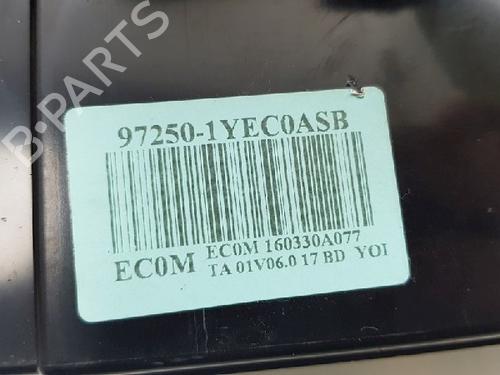 B-PARTS
97250-1YEC0ASB
EC0M EC0M 160330A077
TA 01V06.0 17 BD YOI